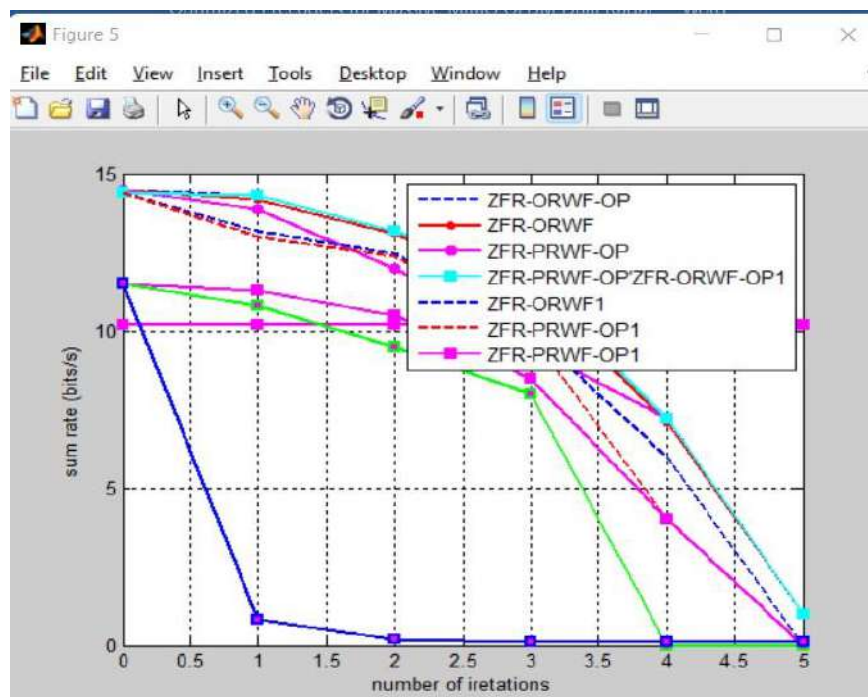 Figure 5
File Edit View Insert Tools Desktop Window Help
15
10
5
0
sum rate (bits/s)
ZFR-ORWF-OP
ZFR-ORWF
ZFR-PRWF-OP
ZFR-PRWF-OP'ZFR-ORWF-OP1
ZFR-ORWF1
ZFR-PRWF-OP1
ZFR-PRWF-OP1
0 0.5 1 1.5 2 2.5 3 3.5 4 4.5 5
number of iretations